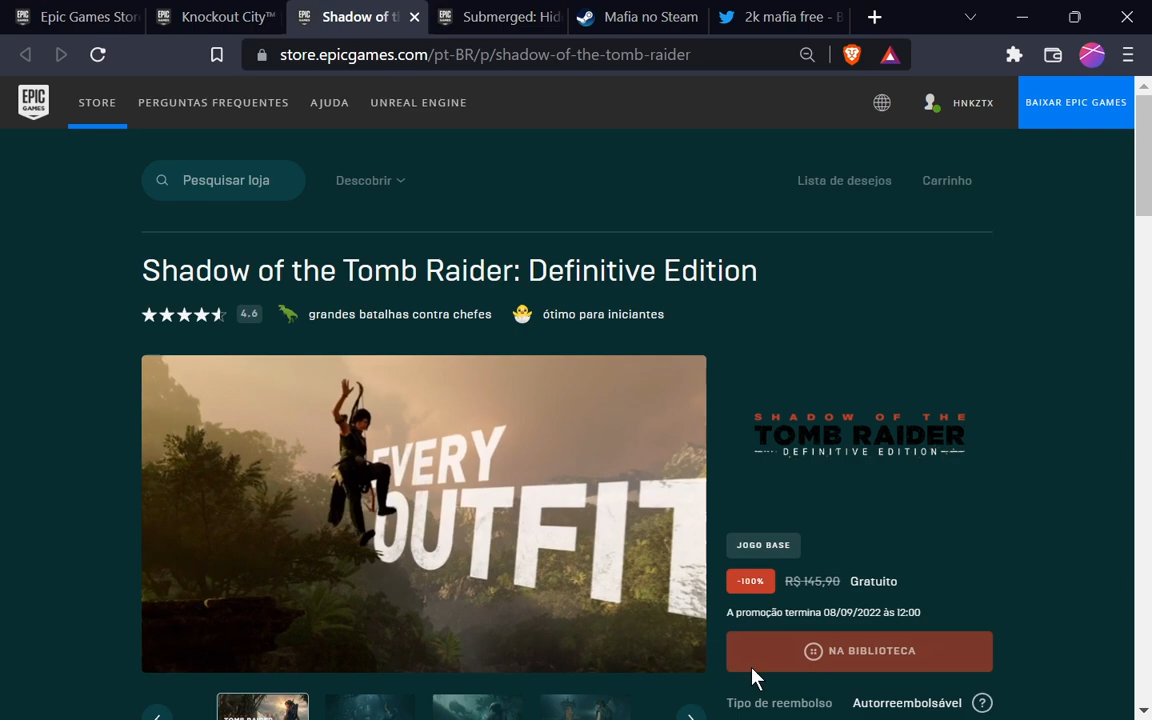 Epic Games Stor
Knockout City™
Shadow of t
Submerged: Hid
Mafia no Steam
2k mafia free -
store.epicgames.com/pt-BR/p/shadow-of-the-tomb-raider
EPIC GAMES
STORE
PERGUNTAS FREQUENTES
AJUDA
UNREAL ENGINE
HNKZTX
BAIXAR EPIC GAMES
Pesquisar loja
Descobrir
Lista de desejos
Carrinho
Shadow of the Tomb Raider: Definitive Edition
4.6
grandes batalhas contra chefes
ótimo para iniciantes
EVERY
OUTFIT
SHADOW OF THE
TOMB RAIDER
DEFINITIVE EDITION
JOGO BASE
-100% R$ 145,90 Gratuito
A promoção termina 08/09/2022 às 12:00
NA BIBLIOTECA
Tipo de reembolso
Autorreembolsável ?